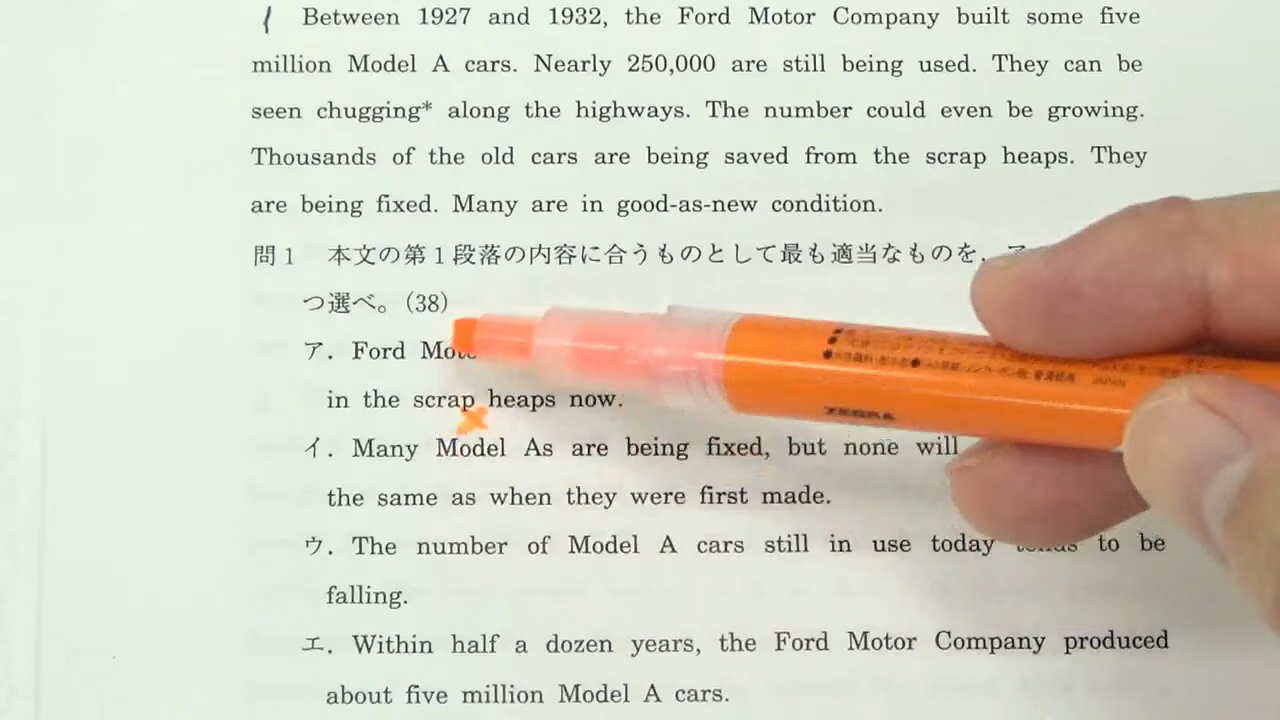 Between 1927 and 1932, the Ford Motor Company built some five
million Model A cars. Nearly 250,000 are still being used. They can be
seen chugging* along the highways. The number could even be growing.
Thousands of the old cars are being saved from the scrap heaps. They
are being fixed. Many are in good-as-new condition.
問1 本文の第1段落の内容に合うものとして最も適当なものを、
つ選べ。(38)
ア. Ford
in the scrap heaps now.
イ. Many Model As are being fixed, but none will
the same as when they were first made.
ウ. The number of Model A cars still in use today to be
falling.
エ. Within half a dozen years, the Ford Motor Company produced
about five million Model A cars.
ZEBRA
JAPAN